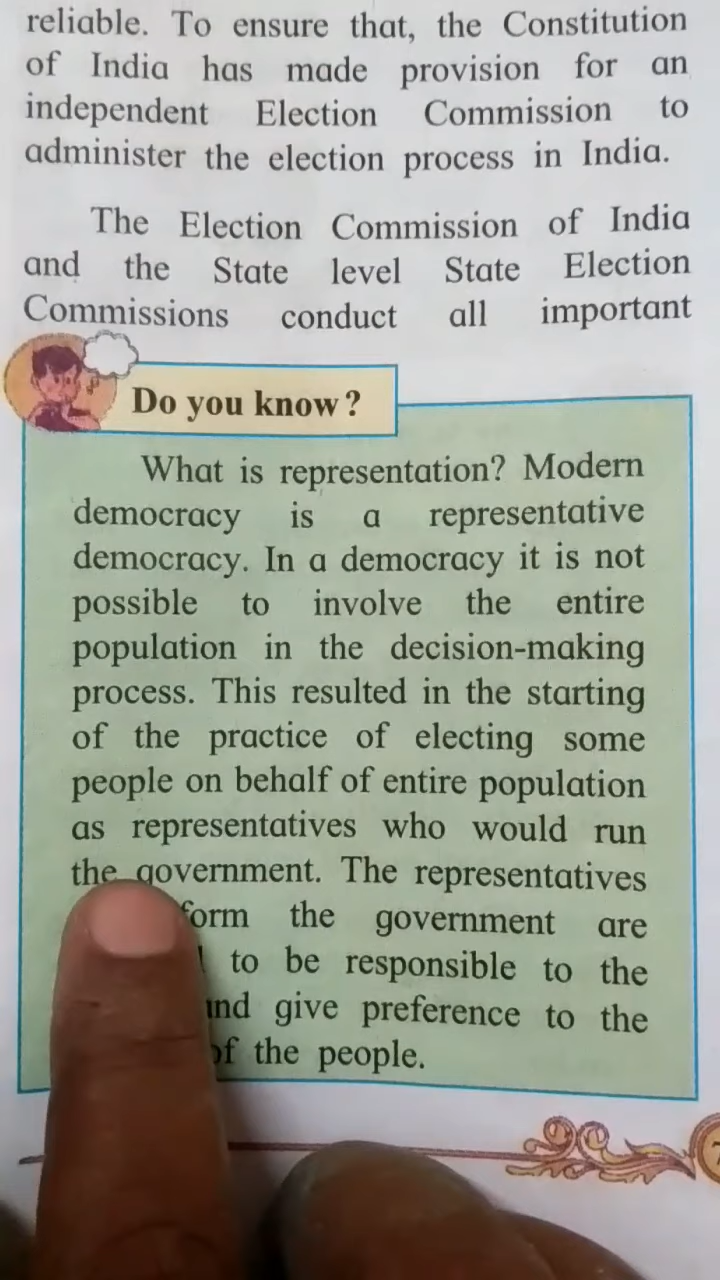 reliable. To ensure that, the Constitution
of India has made provision for an
independent Election Commission to
administer the election process in India.
The Election Commission of India
and the State level State Election
Commissions conduct all important
Do you know?
What is representation? Modern
democracy is a representative
democracy. In a democracy it is not
possible to involve the entire
population in the decision-making
process. This resulted in the starting
of the practice of electing some
people on behalf of entire population
as representatives who would run
the government. The representatives
form the government are
to be responsible to the
and give preference to the
of the people.